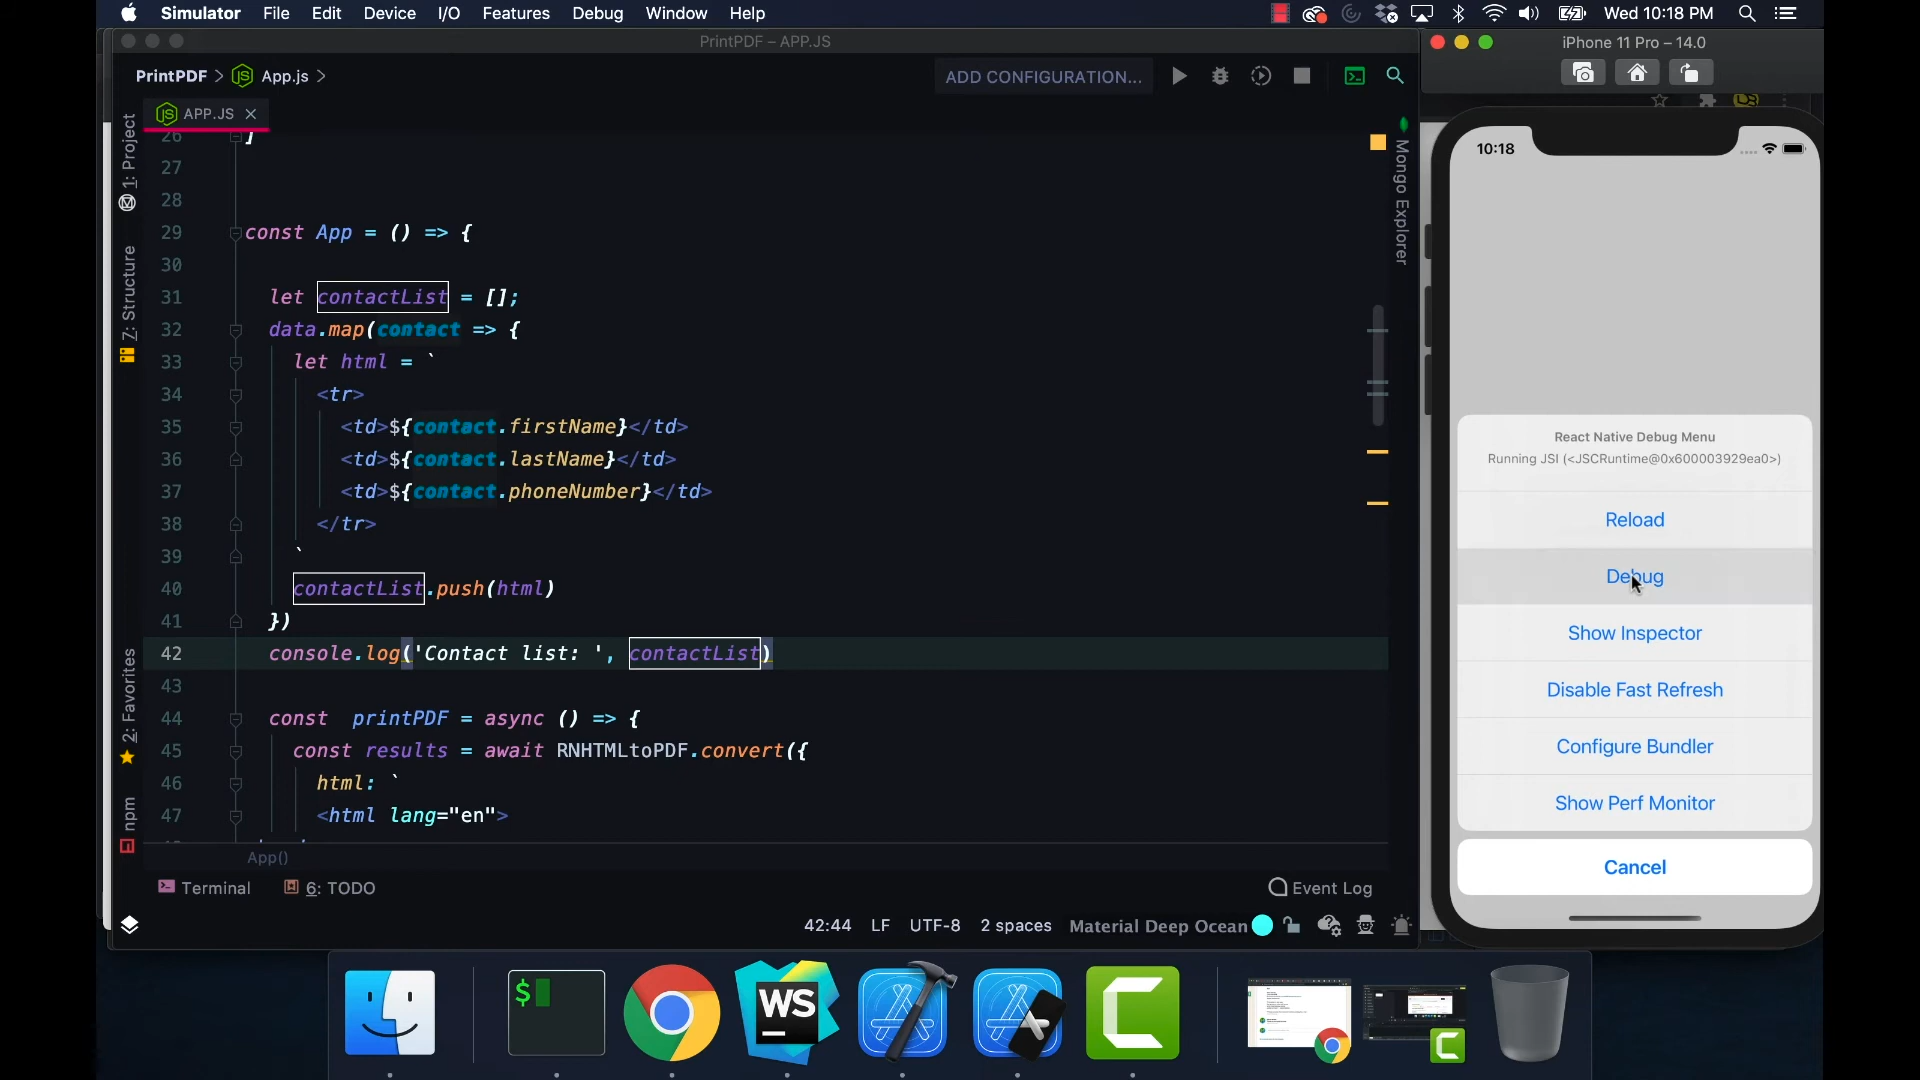 Simulator File Edit Device I/O Features Debug Window Help
Wed 10:18 PM
PrintPDF – APP.JS
PrintPDF > JS App.js >
ADD CONFIGURATION...
JS APP.JS ×
1: Project
7: Structure
2: Favorites
npm
Mongo Explorer
26 ]
27
28
29 const App = () => {
30
31 let contactList = [];
32 data.map(contact => {
33 let html = `
34 <tr>
35 <td>${contact.firstName}</td>
36 <td>${contact.lastName}</td>
37 <td>${contact.phoneNumber}</td>
38 </tr>
39 `
40 contactList.push(html)
41 })
42 console.log('Contact list: ', contactList)
43
44 const printPDF = async () => {
45 const results = await RNHTMLtoPDF.convert({
46 html: `
47 <html lang="en">
App()
Terminal 6: TODO Event Log
42:44 LF UTF-8 2 spaces Material Deep Ocean
iPhone 11 Pro – 14.0
10:18
React Native Debug Menu
Running JSI (<JSCRuntime@0x600003929ea0>)
Reload
Debug
Show Inspector
Disable Fast Refresh
Configure Bundler
Show Perf Monitor
Cancel
$
WS
C
C